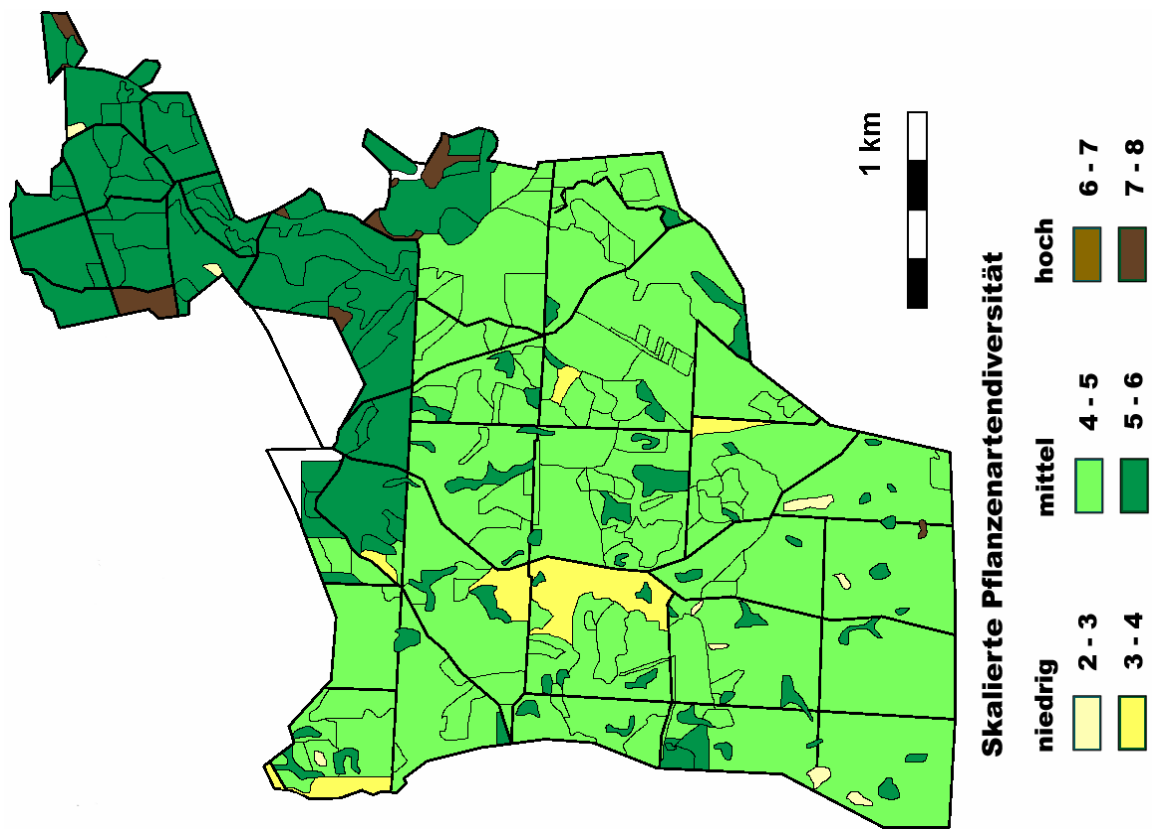 1 km
Skalierte Pflanzenartendiversität
niedrig mittel hoch
2 - 3 4 - 5 6 - 7
3 - 4 5 - 6 7 - 8